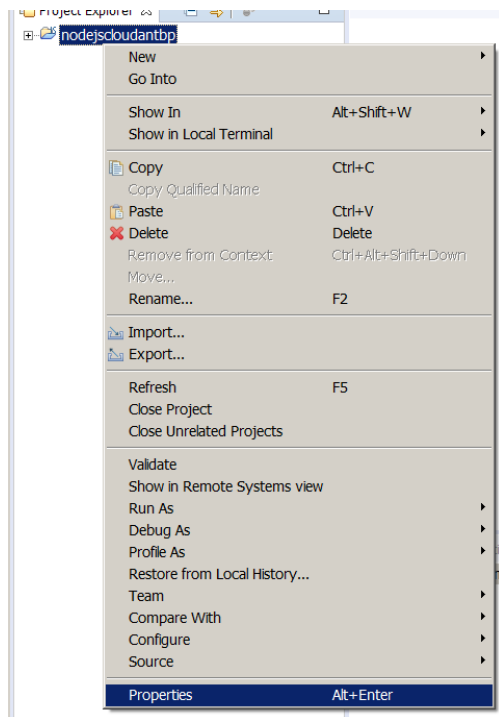 Project Explorer
nodejscloudantbp
New
Go Into
Show In Alt+Shift+W
Show in Local Terminal
Copy Ctrl+C
Copy Qualified Name
Paste Ctrl+V
Delete Delete
Remove from Context Ctrl+Alt+Shift+Down
Move...
Rename... F2
Import...
Export...
Refresh F5
Close Project
Close Unrelated Projects
Validate
Show in Remote Systems view
Run As
Debug As
Profile As
Restore from Local History...
Team
Compare With
Configure
Source
Properties Alt+Enter